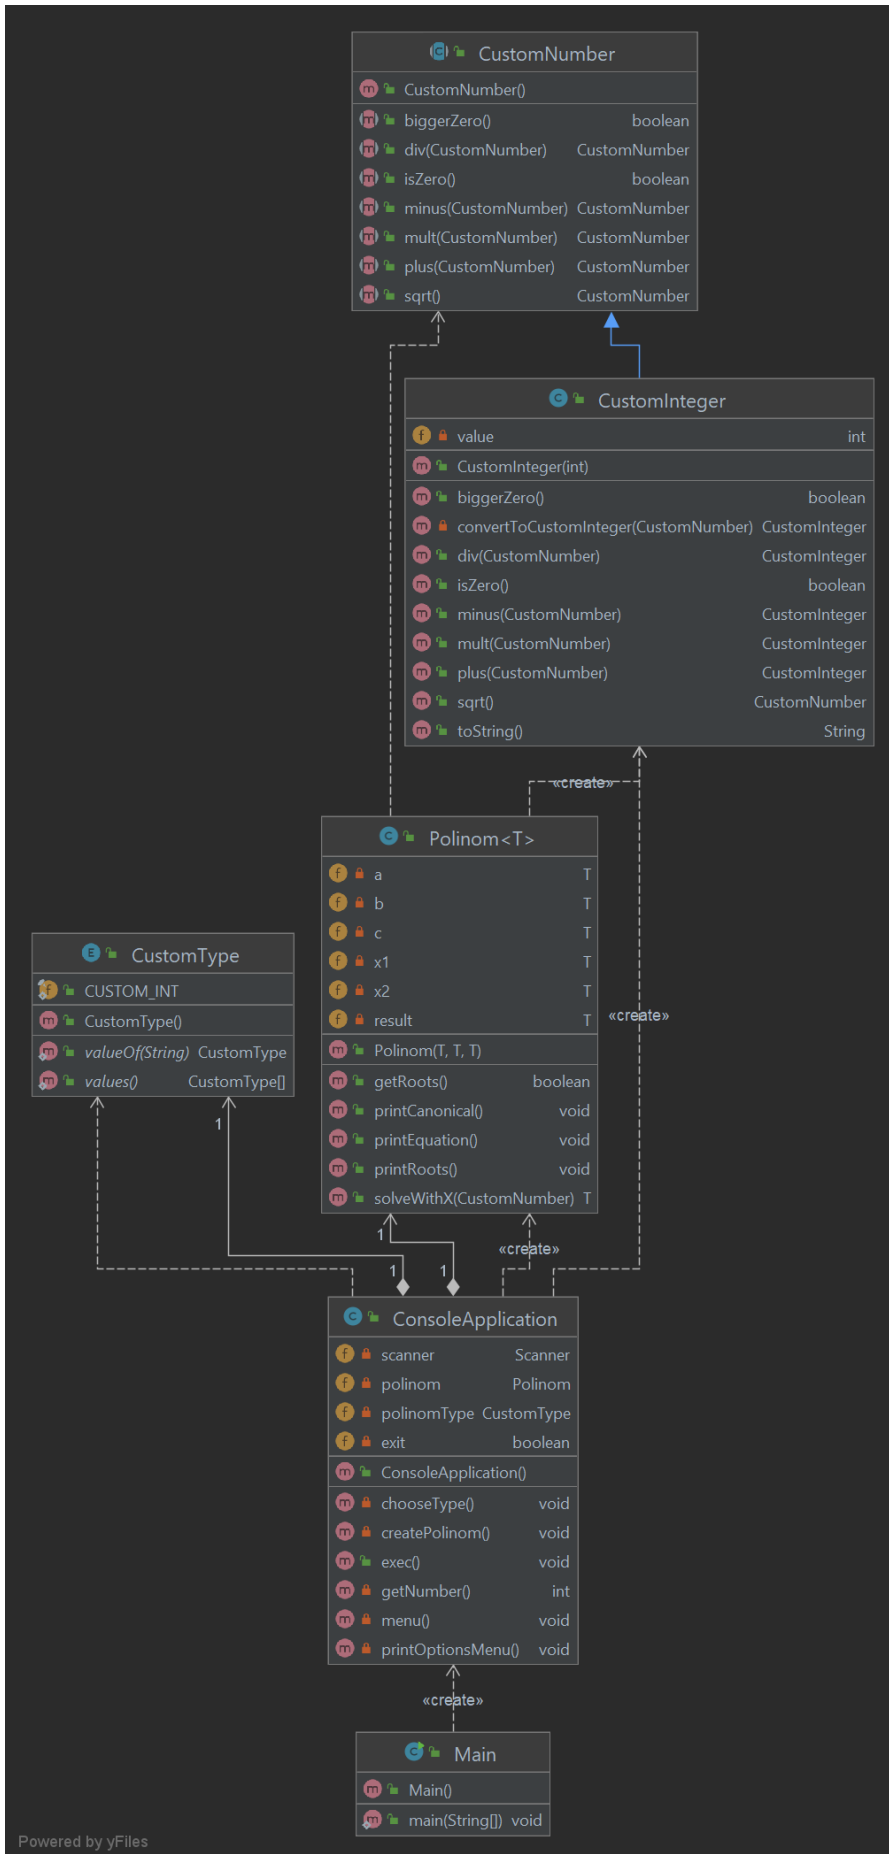 CustomNumber
CustomNumber()
biggerZero() boolean
div(CustomNumber) CustomNumber
isZero() boolean
minus(CustomNumber) CustomNumber
mult(CustomNumber) CustomNumber
plus(CustomNumber) CustomNumber
sqrt() CustomNumber
CustomInteger
value int
CustomInteger(int)
biggerZero() boolean
convertToCustomInteger(CustomNumber) CustomInteger
div(CustomNumber) CustomInteger
isZero() boolean
minus(CustomNumber) CustomInteger
mult(CustomNumber) CustomInteger
plus(CustomNumber) CustomInteger
sqrt() CustomNumber
toString() String
«create»
Polinom<T>
a T
b T
c T
x1 T
x2 T
result T
Polinom(T, T, T)
getRoots() boolean
printCanonical() void
printEquation() void
printRoots() void
solveWithX(CustomNumber) T
«create»
CustomType
CUSTOM_INT
CustomType()
valueOf(String) CustomType
values() CustomType[]
1
1
«create»
1
1
ConsoleApplication
scanner Scanner
polinom Polinom
polinomType CustomType
exit boolean
ConsoleApplication()
chooseType() void
createPolinom() void
exec() void
getNumber() int
menu() void
printOptionsMenu() void
«create»
Main
Main()
main(String[]) void
Powered by yFiles